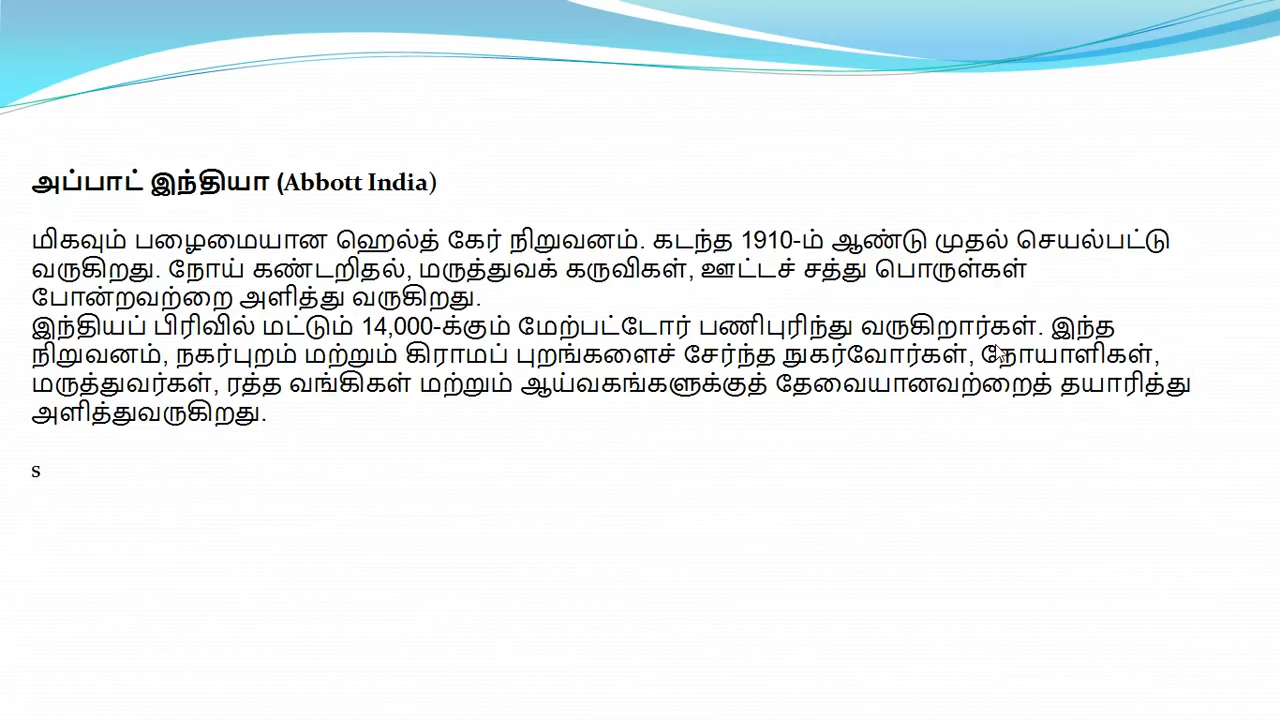 அப்பாட் இந்தியா (Abbott India)
மிகவும் பழைமையான ஹெல்த் கேர் நிறுவனம். கடந்த 1910-ம் ஆண்டு முதல் செயல்பட்டு
வருகிறது. நோய் கண்டறிதல், மருத்துவக் கருவிகள், ஊட்டச் சத்து பொருள்கள்
போன்றவற்றை அளித்து வருகிறது.
இந்தியப் பிரிவில் மட்டும் 14,000-க்கும் மேற்பட்டோர் பணிபுரிந்து வருகிறார்கள். இந்த
நிறுவனம், நகர்புறம் மற்றும் கிராமப் புறங்களைச் சேர்ந்த நுகர்வோர்கள், நோயாளிகள்,
மருத்துவர்கள், ரத்த வங்கிகள் மற்றும் ஆய்வகங்களுக்குத் தேவையானவற்றைத் தயாரித்து
அளித்துவருகிறது.
s